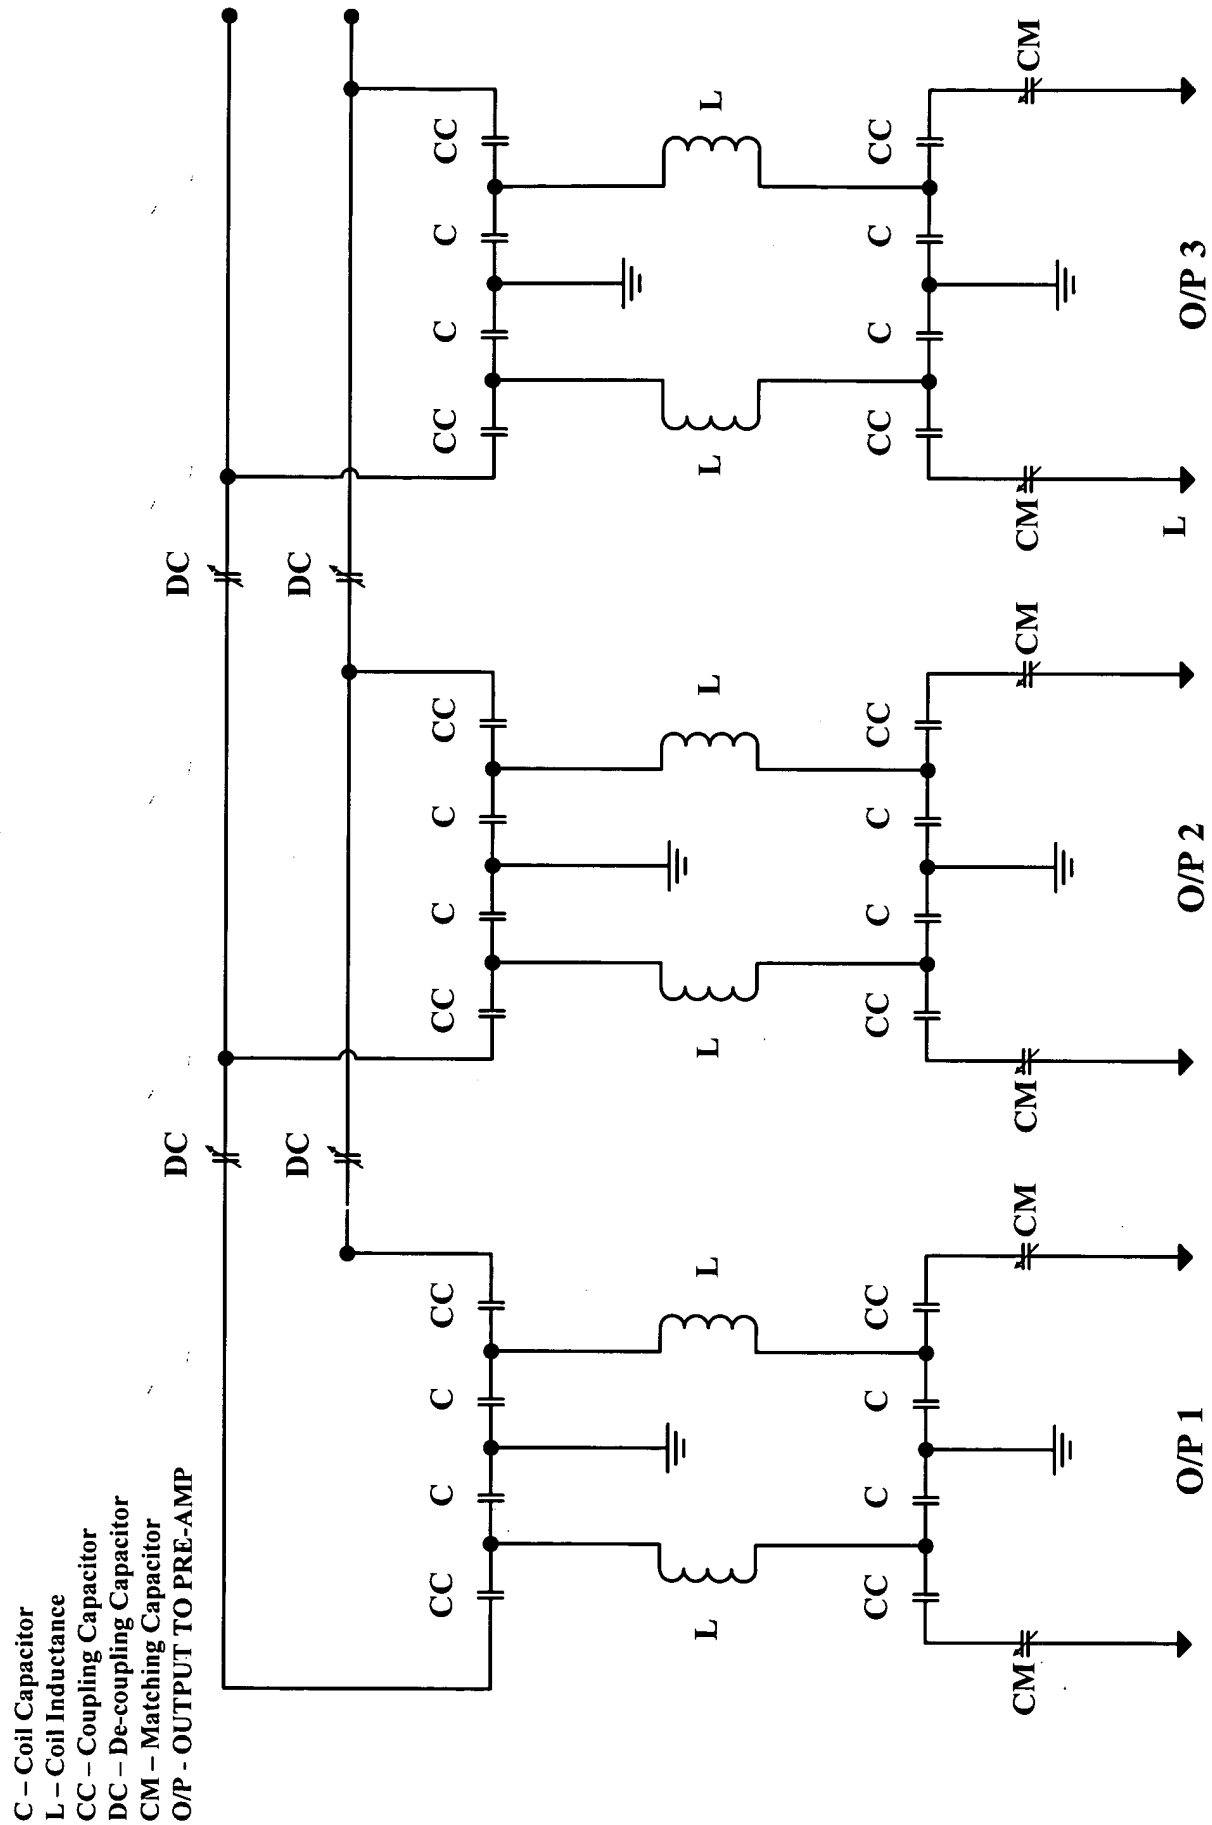 C – Coil Capacitor
L – Coil Inductance
CC – Coupling Capacitor
DC – De-coupling Capacitor
CM – Matching Capacitor
O/P - OUTPUT TO PRE-AMP
DC DC
DC DC
CC C C CC CC C C CC CC C C CC
L L L L L L
CC C C CC CC C C CC CC C C CC
CM CM CM CM CM CM
O/P 1 O/P 2 L O/P 3